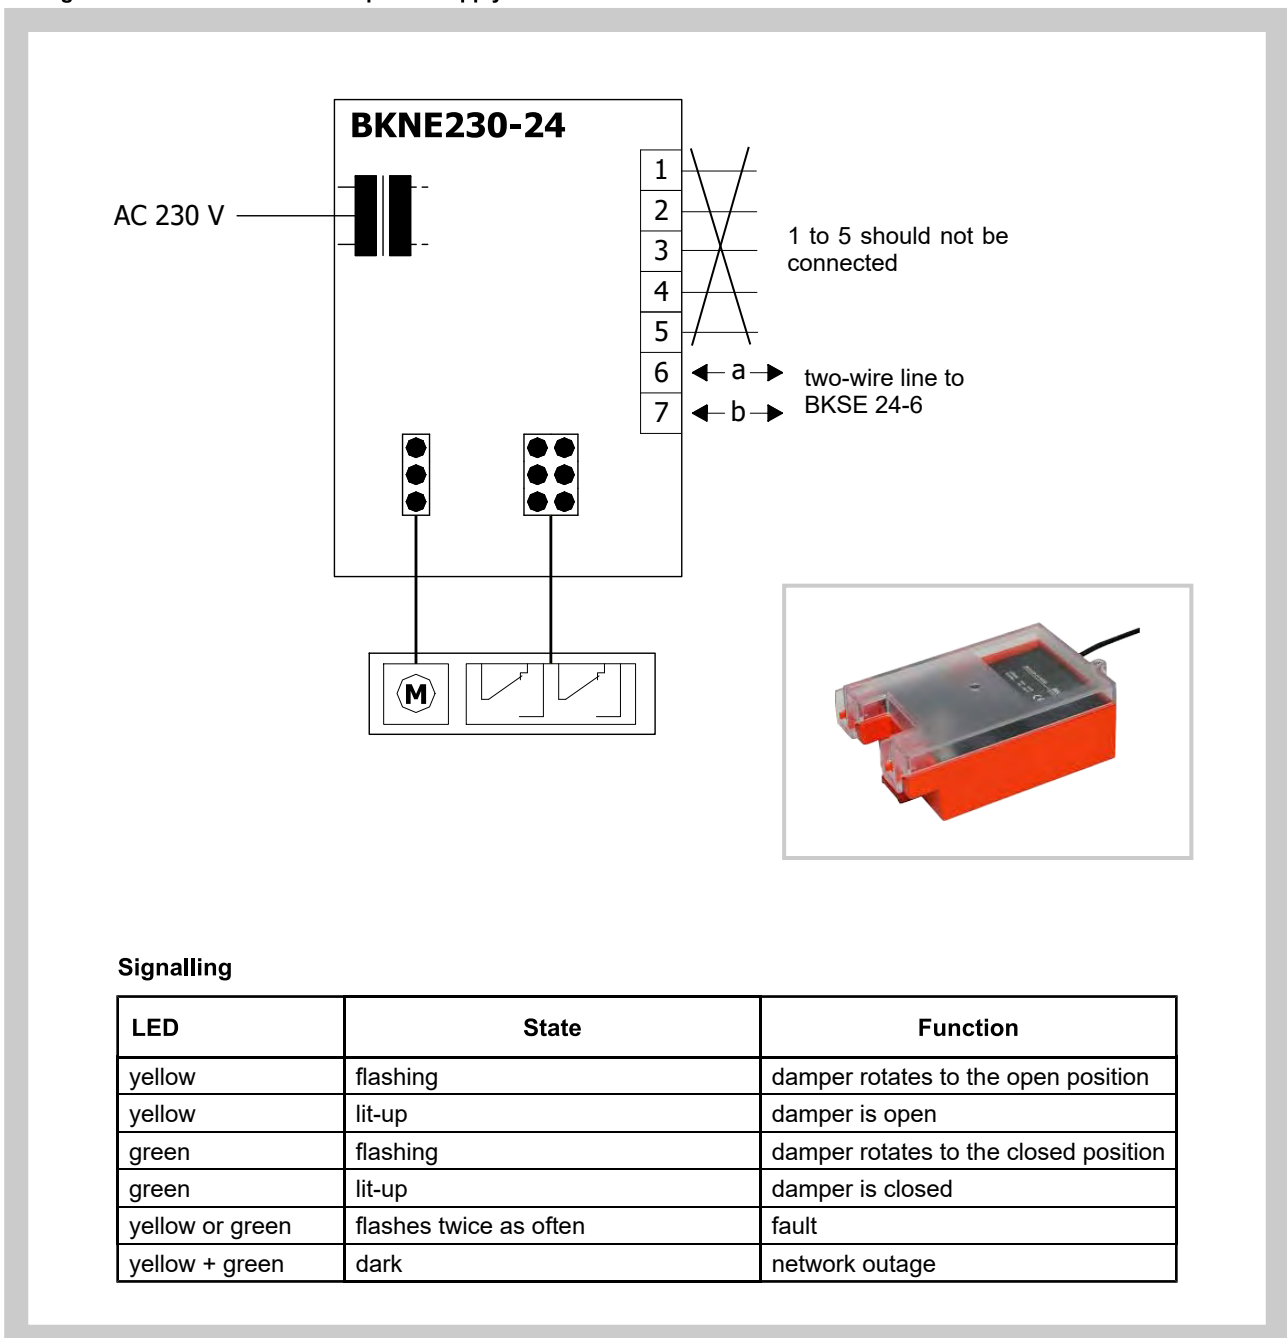 BKNE230-24
AC 230 V
1
2
3
4
5
6
7
1 to 5 should not be
connected
a
b
two-wire line to
BKSE 24-6
M
Signalling
LED State Function
yellow flashing damper rotates to the open position
yellow lit-up damper is open
green flashing damper rotates to the closed position
green lit-up damper is closed
yellow or green flashes twice as often fault
yellow + green dark network outage